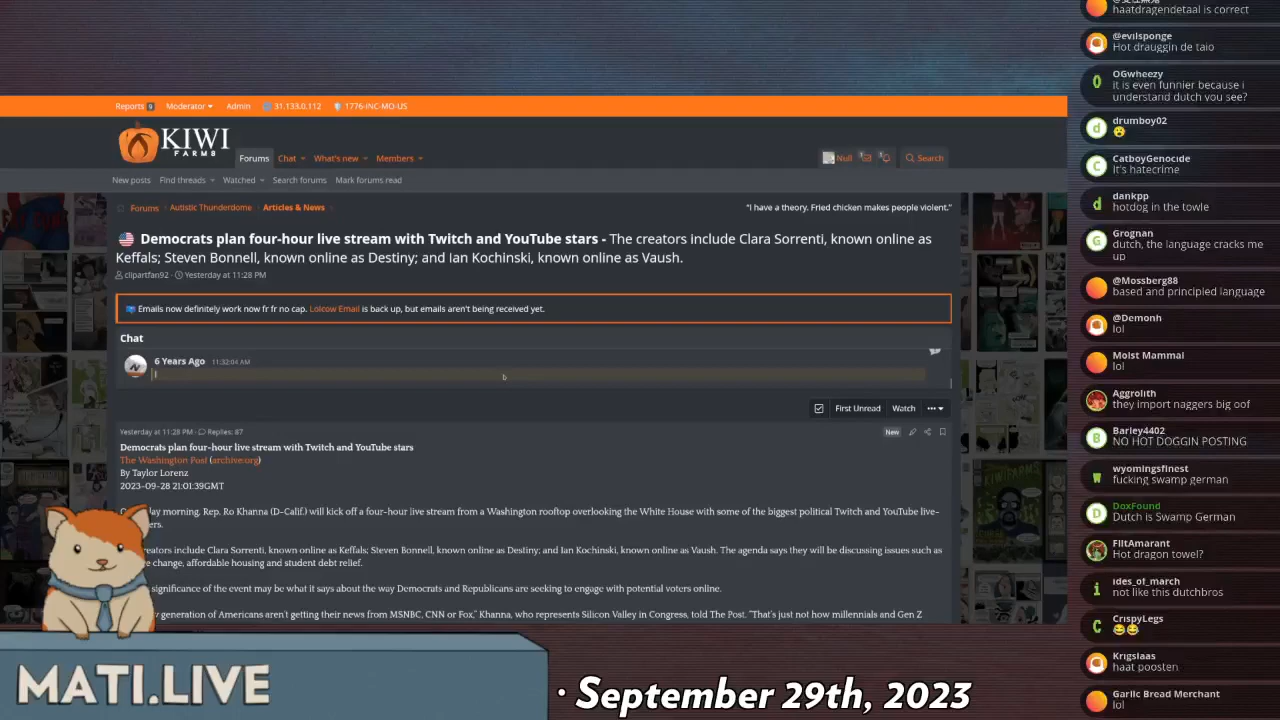 Reports 9 Moderator Admin 31.133.0.112 1776-INC-MO-US
KIWI
FARMS
Forums Chat What's new Members Null Search
New posts Find threads Watched Search forums Mark forums read
Forums Autistic Thunderdome Articles & News
"I have a theory. Fried chicken makes people violent."
Democrats plan four-hour live stream with Twitch and YouTube stars - The creators include Clara Sorrenti, known online as
Keffals; Steven Bonnell, known online as Destiny; and Ian Kochinski, known online as Vaush.
clipartfan92 · Yesterday at 11:28 PM
Emails now definitely work now fr fr no cap. Lolcow Email is back up, but emails aren't being received yet.
Chat
6 Years Ago 11:32:04 AM
First Unread Watch
Yesterday at 11:28 PM · Replies: 87
New
Democrats plan four-hour live stream with Twitch and YouTube stars
The Washington Post (archive.org)
By Taylor Lorenz
2023-09-28 21:01:39GMT
ay morning, Rep. Ro Khanna (D-Calif.) will kick off a four-hour live stream from a Washington rooftop overlooking the White House with some of the biggest political Twitch and YouTube live-
ers.
reators include Clara Sorrenti, known online as Keffals; Steven Bonnell, known online as Destiny; and Ian Kochinski, known online as Vaush. The agenda says they will be discussing issues such as
e change, affordable housing and student debt relief.
significance of the event may be what it says about the way Democrats and Republicans are seeking to engage with potential voters online.
generation of Americans aren't getting their news from MSNBC, CNN or Fox," Khanna, who represents Silicon Valley in Congress, told The Post. "That's just not how millennials and Gen Z
MATI.LIVE
· September 29th, 2023
haatdragendetaal is correct
@evilsponge
Hot drauggin de taio
OGwheezy
it is even funnier because i
understand dutch you see?
drumboy02
😮
CatboyGenocide
It's hatecrime
dankpp
hotdog in the towle
Grognan
dutch, the language cracks me
up
@Mossberg88
based and principled language
@Demonh
lol
Moist Mammal
lol
Aggrolith
they import naggers big oof
Barley4402
NO HOT DOGGIN POSTING
wyomingsfinest
fucking swamp german
DoxFound
Dutch is Swamp German
FiltAmarant
Hot dragon towel?
ides_of_march
not like this dutchbros
CrispyLegs
😂😂
Krigslaas
haat poosten
Garlic Bread Merchant
lol